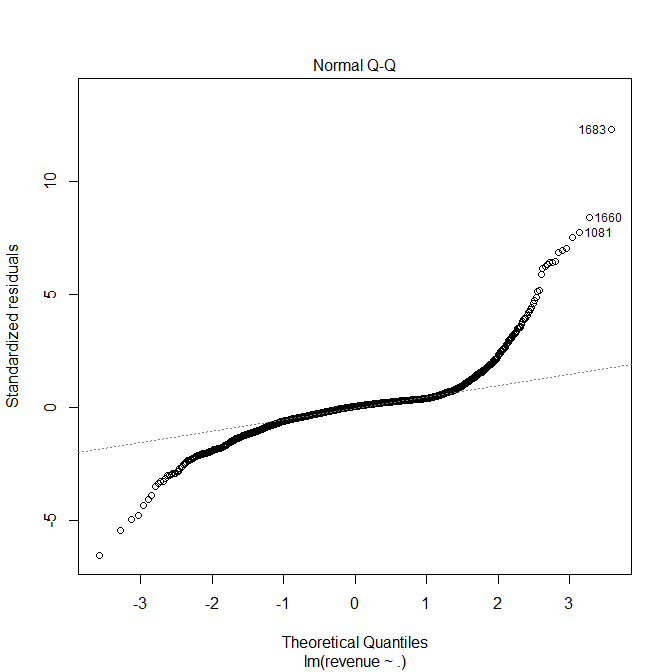 Normal Q-Q
1683
1660
1081
10
5
0
-5
Standardized residuals
-3 -2 -1 0 1 2 3
Theoretical Quantiles
lm(revenue ~ .)